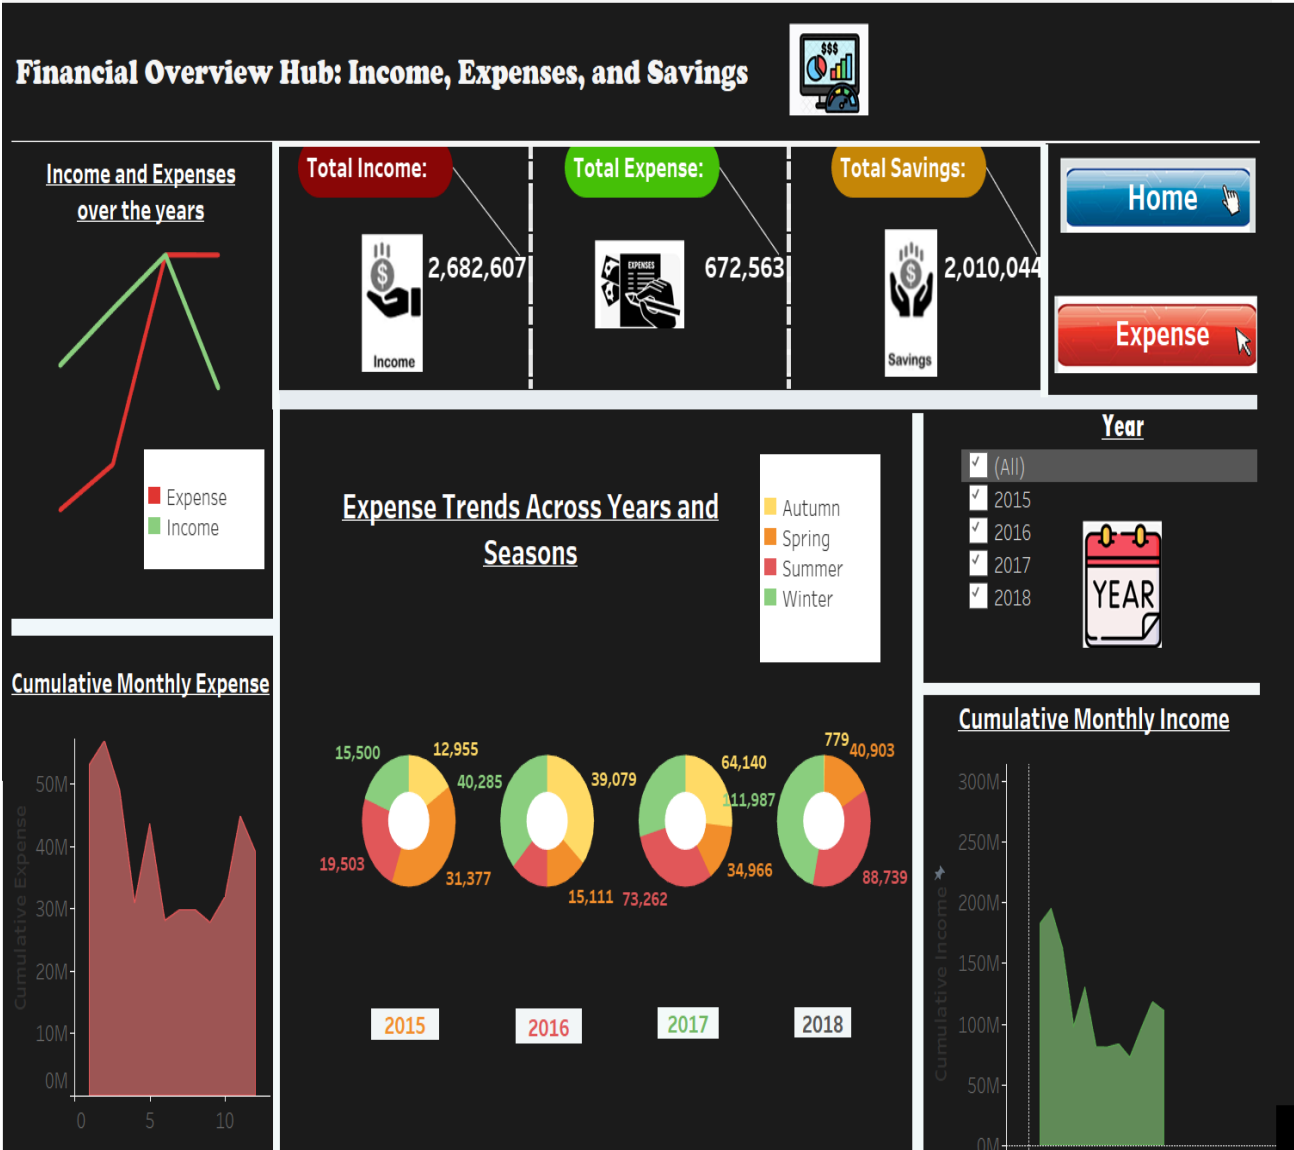 $$$
Financial Overview Hub: Income, Expenses, and Savings
Income and Expenses
over the years
Expense
Income
Total Income:
2,682,607
$
Income
Total Expense:
672,563
EXPENSES
Total Savings:
2,010,044
$
Savings
Home
Expense
Year
(All)
2015
2016
2017
2018
YEAR
Expense Trends Across Years and
Seasons
Autumn
Spring
Summer
Winter
15,500
12,955
19,503
31,377
40,285
39,079
15,111
64,140
111,987
34,966
73,262
779
40,903
88,739
2015
2016
2017
2018
Cumulative Monthly Expense
Cumulative Expense
50M
40M
30M
20M
10M
0M
0
5
10
Cumulative Monthly Income
Cumulative Income
300M
250M
200M
150M
100M
50M
0M